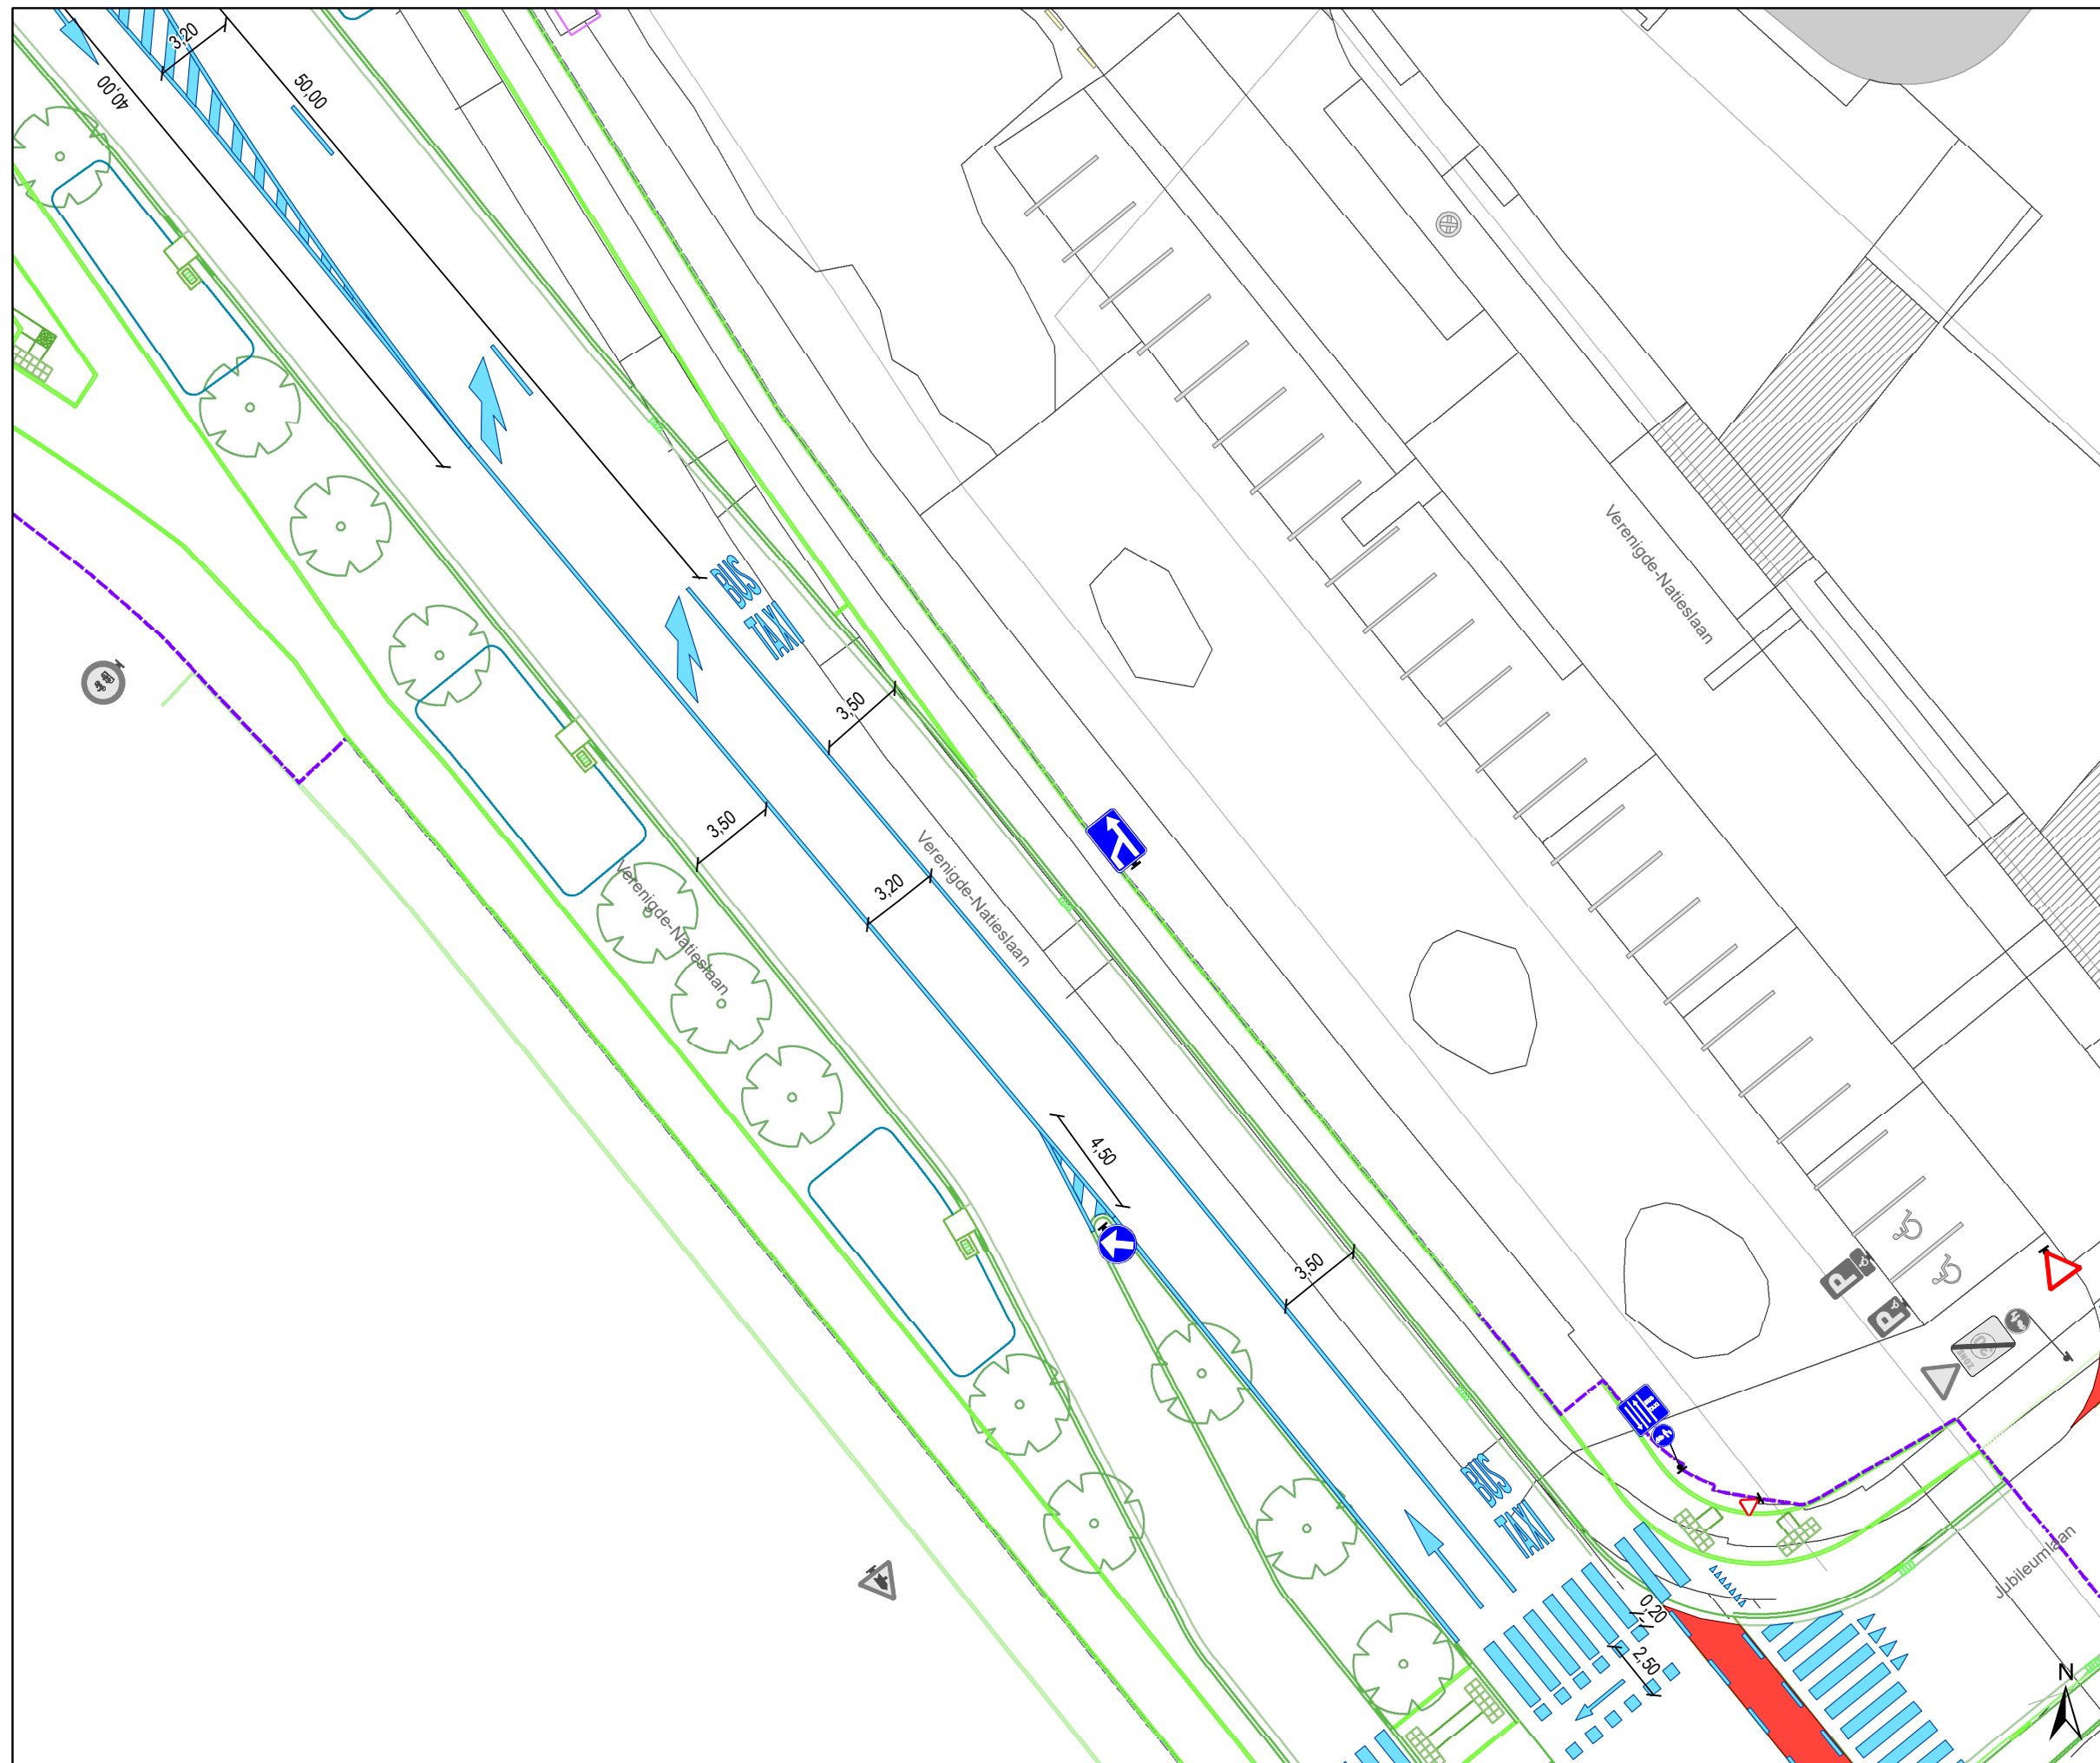 3,20
40,00
50,00
BUS
TAXI
3,50
3,50
3,20
Verenigde-Natieslaan
Verenigde-Natieslaan
Verenigde-Natieslaan
4,50
3,50
P
P
BUS
TAXI
0,20
2,50
Jubileumlaan
N